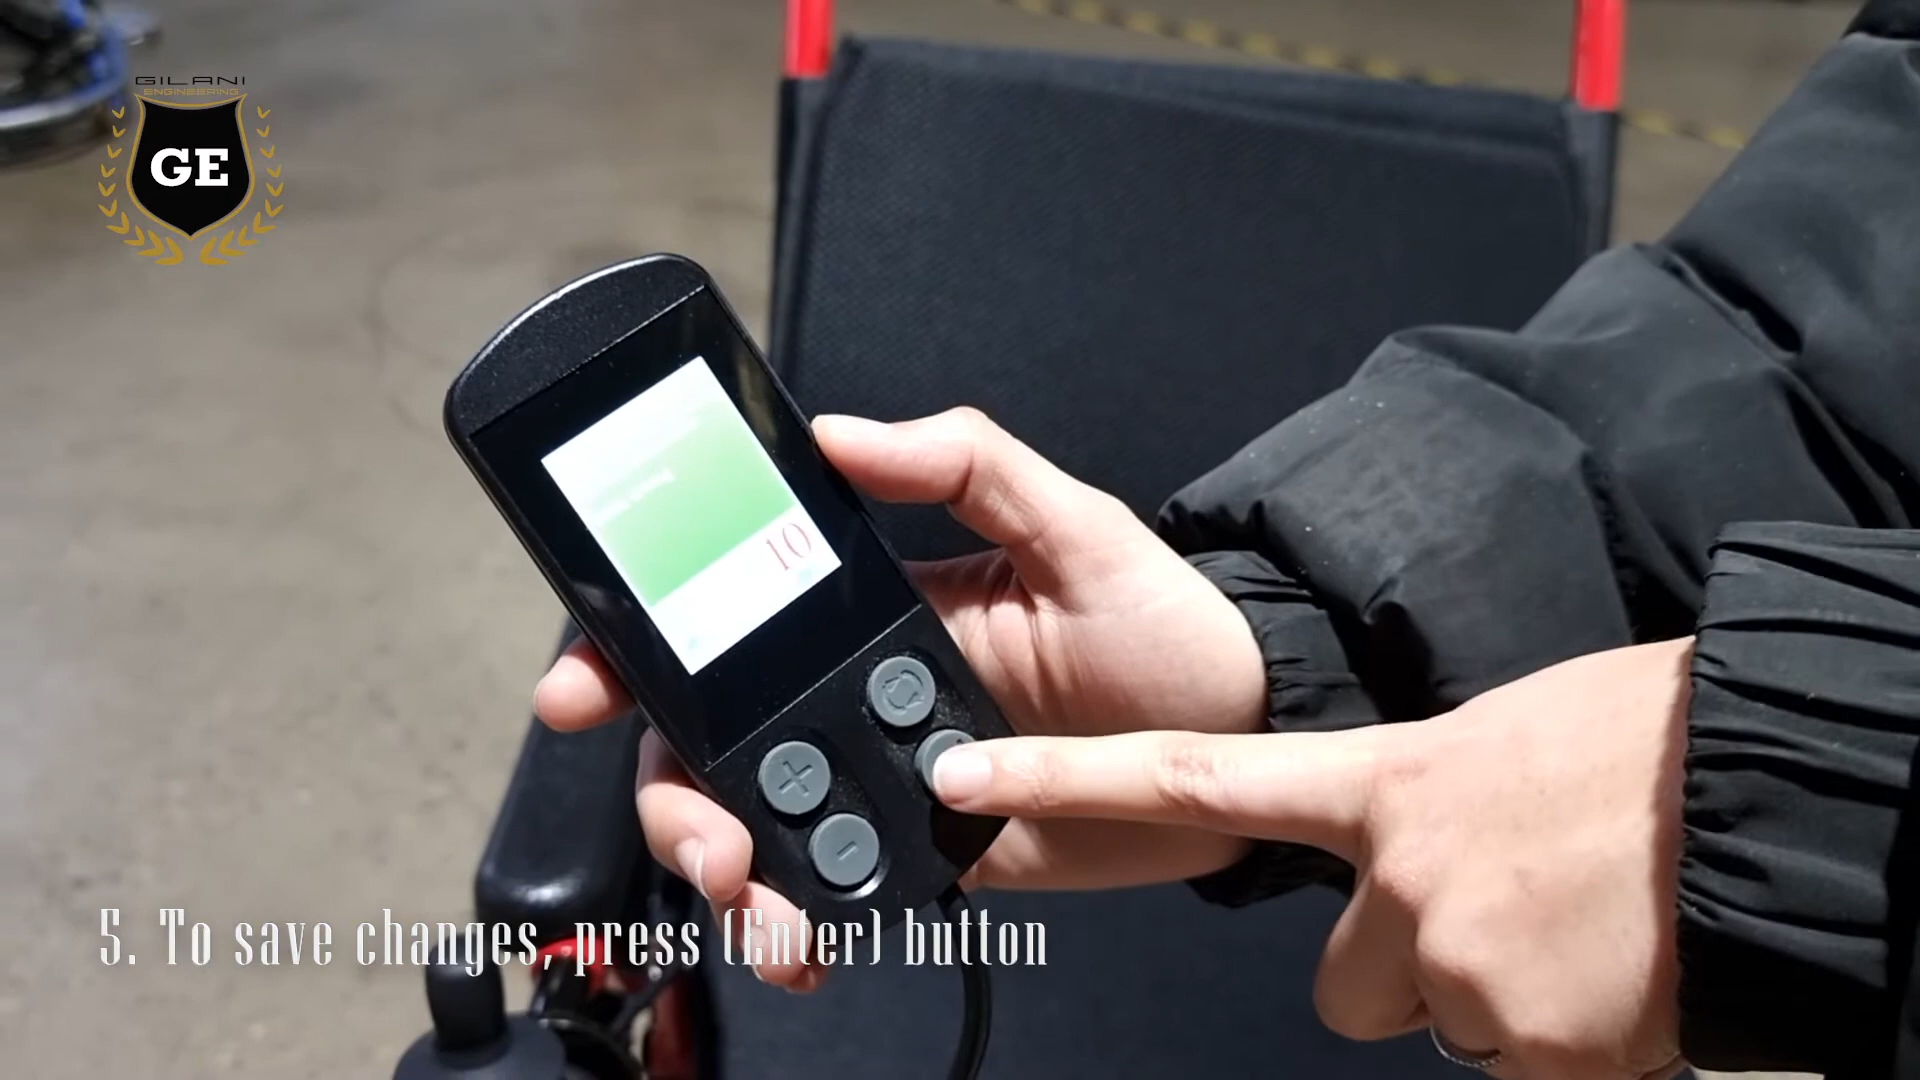 GILANI
ENGINEERING
GE
10
5. To save changes, press (Enter) button